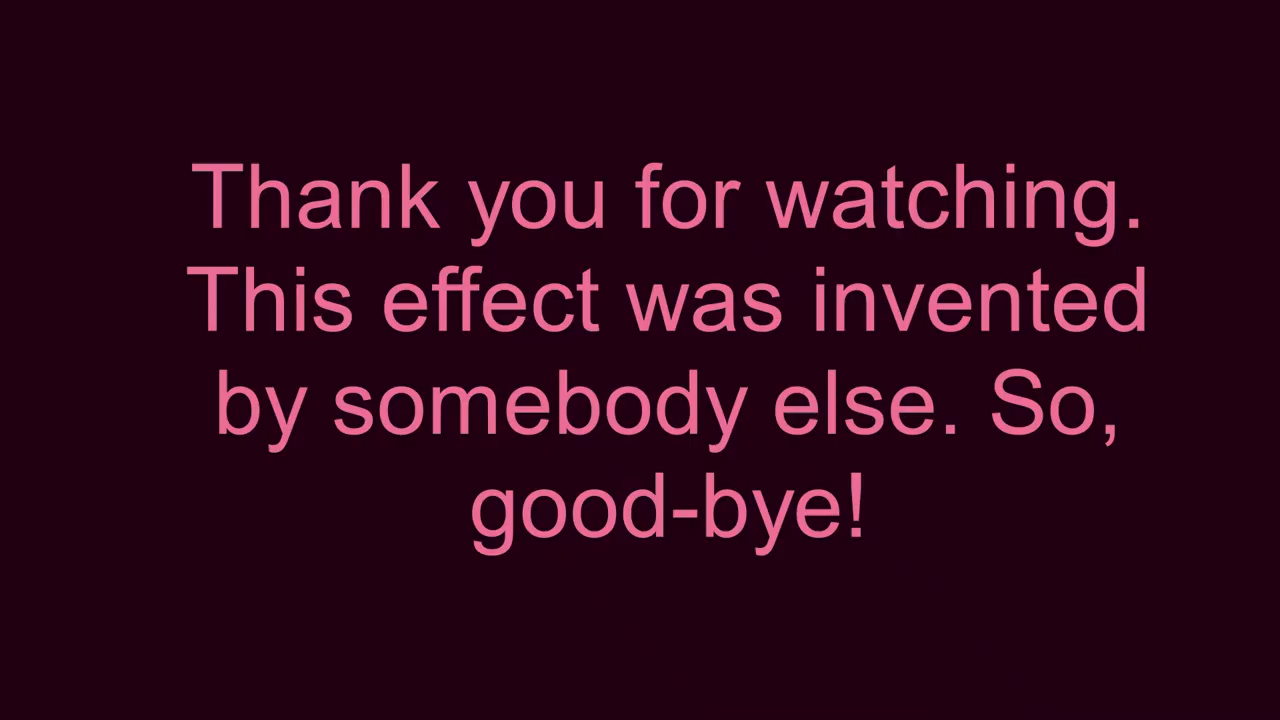 Thank you for watching.
This effect was invented
by somebody else. So,
good-bye!